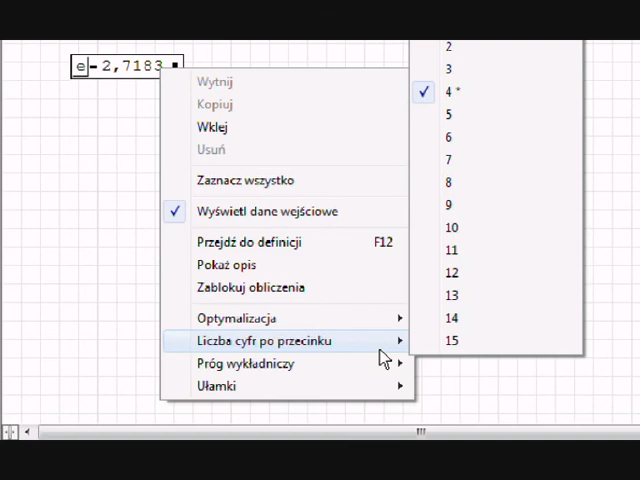 e=2,7183
Wytnij
Kopiuj
Wklej
Usuń
Zaznacz wszystko
Wyświetl dane wejściowe
Przejdź do definicji F12
Pokaż opis
Zablokuj obliczenia
Optymalizacja
Liczba cyfr po przecinku
Próg wykładniczy
Ułamki
2
3
4 *
5
6
7
8
9
10
11
12
13
14
15